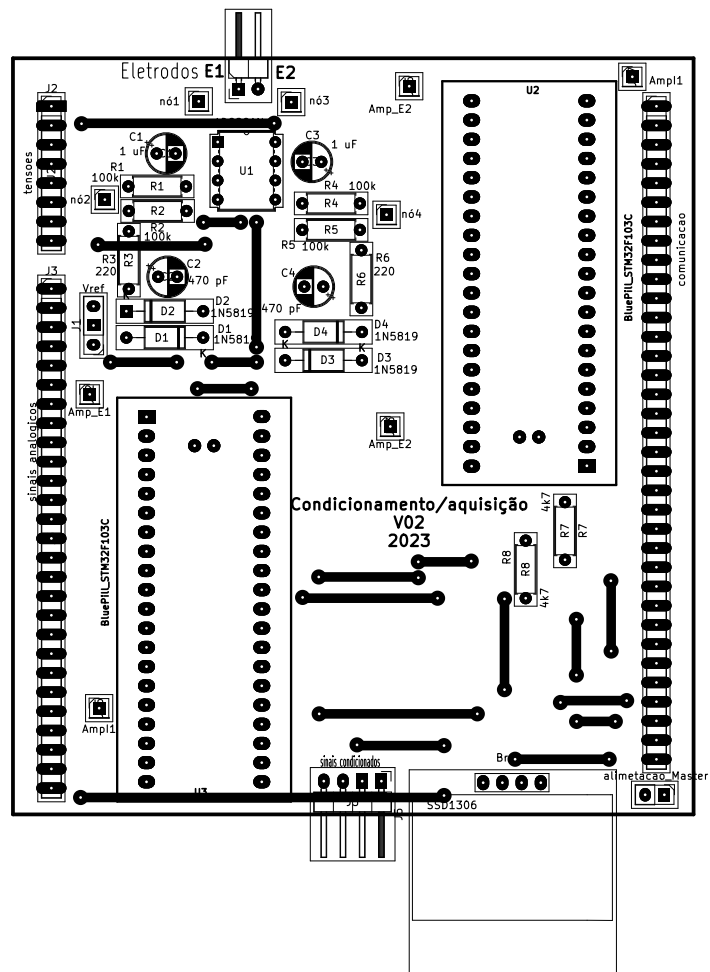 Eletrodos E1 E2
U2
Ampl1
J2
nó1
nó3
Amp_E2
C1
1 uF
C3
1 uF
tensoes
R1
100k
R1
U1
R4
100k
R4
nó2
R2
R2
100k
nó4
R5
R5 100k
R3
220
R3
R6
220
R6
comunicacao
BluePill_STM32F103C
J3
C2
470 pF
C4
470 pF
Vref
J1
K
D2
D2
1N5819
D1
D1
1N5819
K
D4
D4
1N5819
K
D3
D3
1N5819
K
Amp_E1
Amp_E2
sinais analogicos
Condicionamento/aquisição
V02
2023
4k7
R7
R7
R8
R8
4k7
BluePill_STM32F103C
Ampl1
sinais condicionados
Br
alimetacao_Master
U3
J5
SSD1306